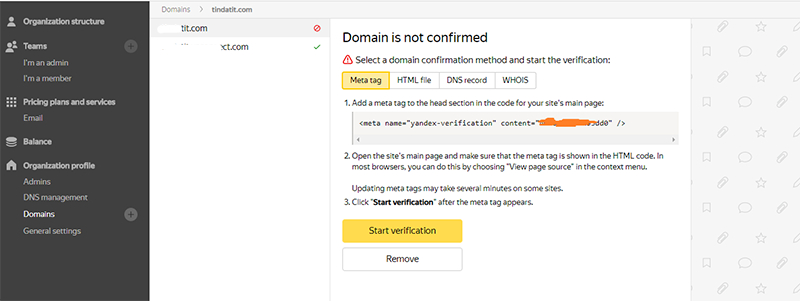 Organization structure
Teams
I'm an admin
I'm a member
Pricing plans and services
Email
Balance
Organization profile
Admins
DNS management
Domains
General settings
Domains > tindatit.com
tit.com
ect.com
Domain is not confirmed
Select a domain confirmation method and start the verification:
Meta tag HTML file DNS record WHOIS
1. Add a meta tag to the head section in the code for your site's main page:
<meta name="yandex-verification" content=" 9dd0" />
2. Open the site's main page and make sure that the meta tag is shown in the HTML code. In
most browsers, you can do this by choosing "View page source" in the context menu.
Updating meta tags may take several minutes on some sites.
3. Click "Start verification" after the meta tag appears.
Start verification
Remove